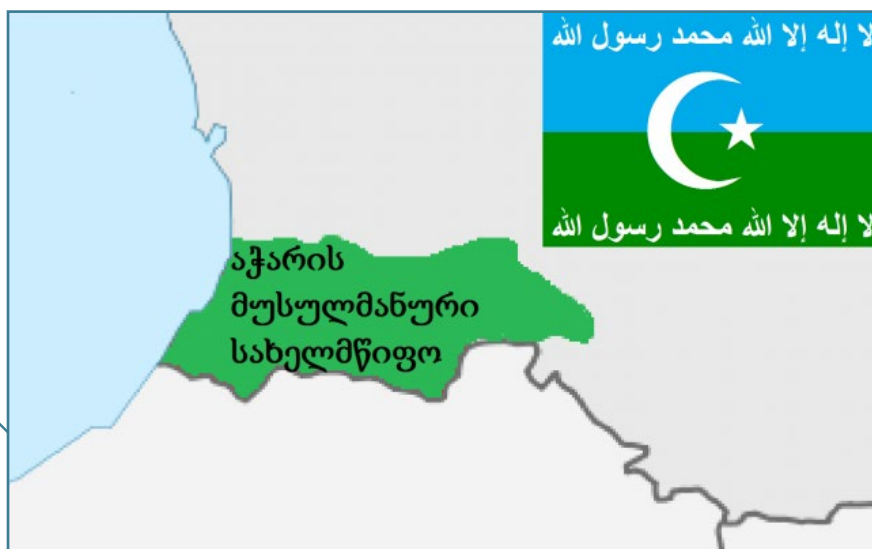 لا إله إلا الله محمد رسول الله
لا إله إلا الله محمد رسول الله
აჭარის
მუსულმანური
სახელმწიფო